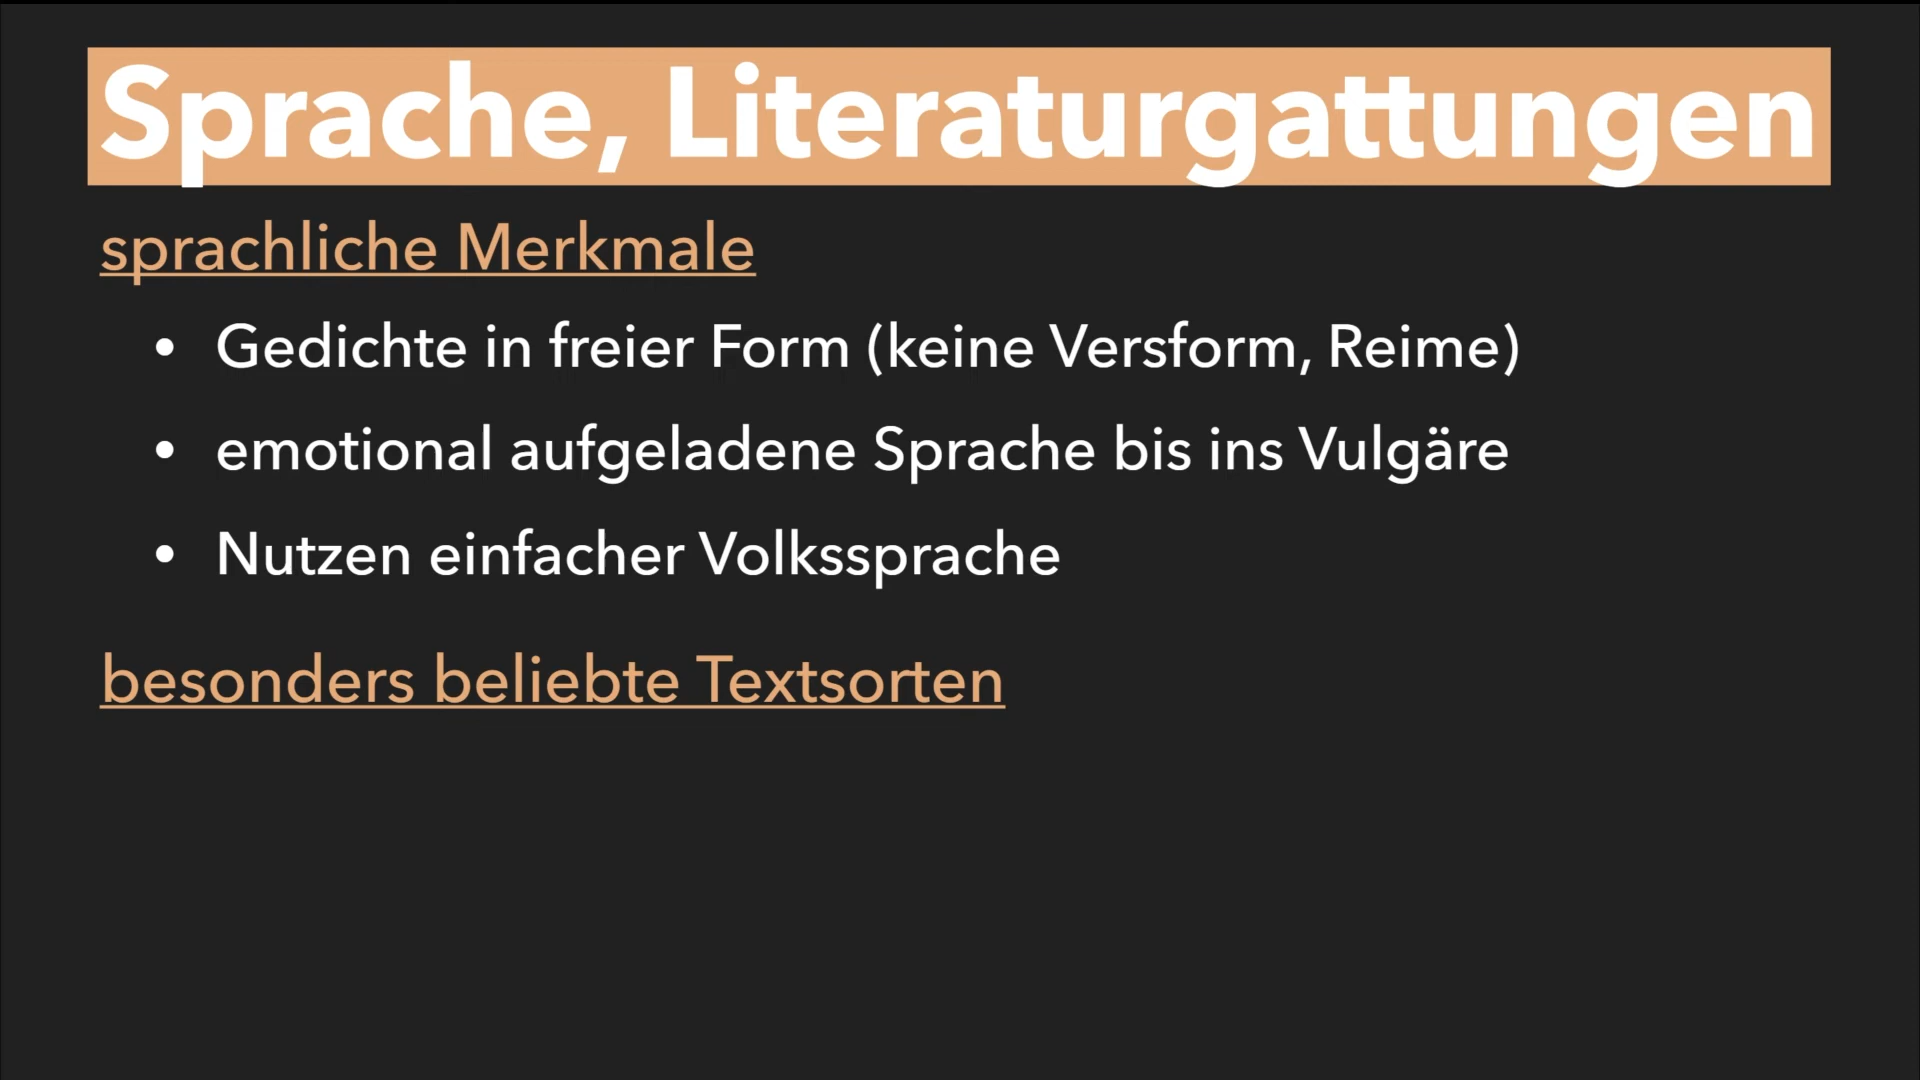 Sprache, Literaturgattungen
sprachliche Merkmale
• Gedichte in freier Form (keine Versform, Reime)
• emotional aufgeladene Sprache bis ins Vulgäre
• Nutzen einfacher Volkssprache
besonders beliebte Textsorten